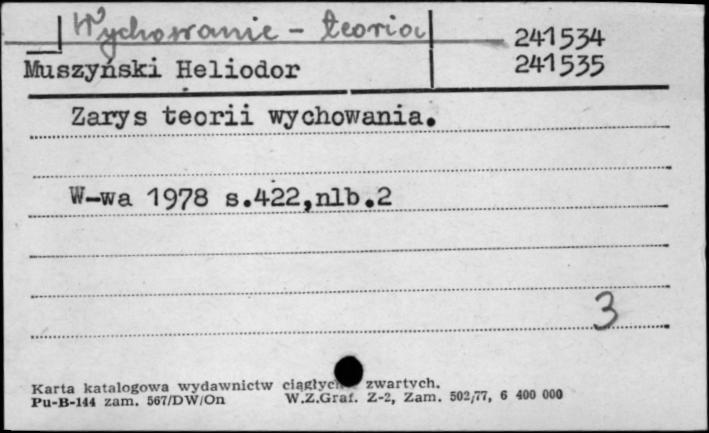 Wychowanie - teoria
241534
Muszyński Heliodor
241535
Zarys teorii wychowania.
W-wa 1978 s.422,nlb.2
3
Karta katalogowa wydawnictw ciągłych zwartych.
Pu-B-144 zam. 567/DW/On W.Z.Graf. Z-2, Zam. 502/77, 6 400 000